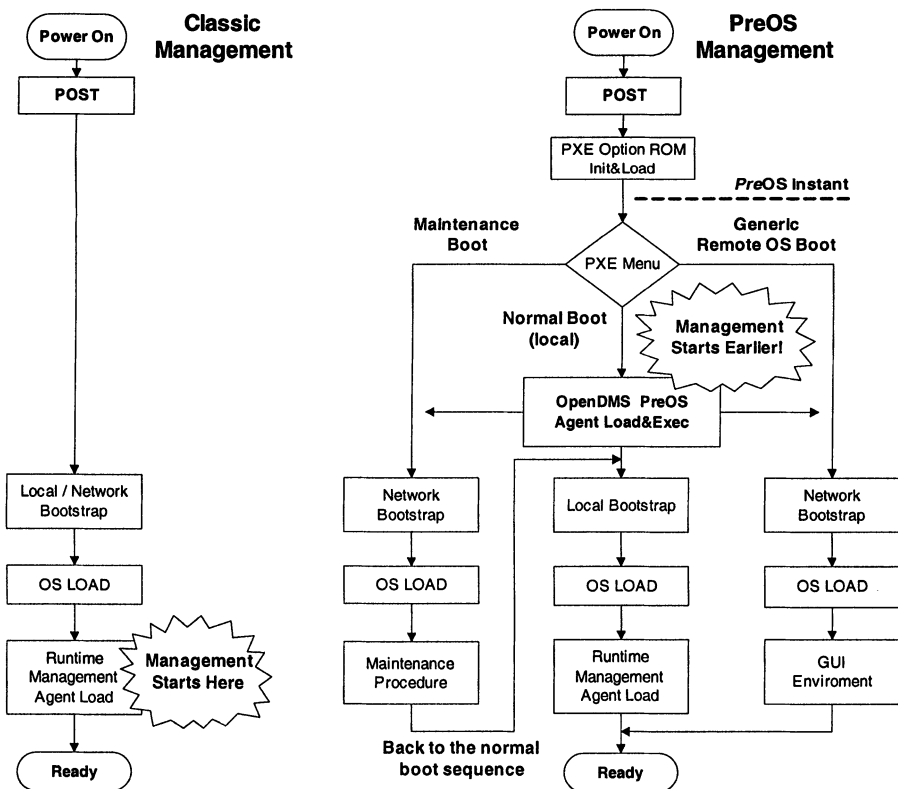 Classic
Management
Power On
POST
Local / Network
Bootstrap
OS LOAD
Runtime
Management
Agent Load
Management
Starts Here
Ready
PreOS
Management
Power On
POST
PXE Option ROM
Init&Load
PreOS Instant
Maintenance
Boot
PXE Menu
Generic
Remote OS Boot
Normal Boot
(local)
Management
Starts Earlier!
OpenDMS PreOS
Agent Load&Exec
Network
Bootstrap
OS LOAD
Maintenance
Procedure
Back to the normal
boot sequence
Local Bootstrap
OS LOAD
Runtime
Management
Agent Load
Network
Bootstrap
OS LOAD
GUI
Enviroment
Ready